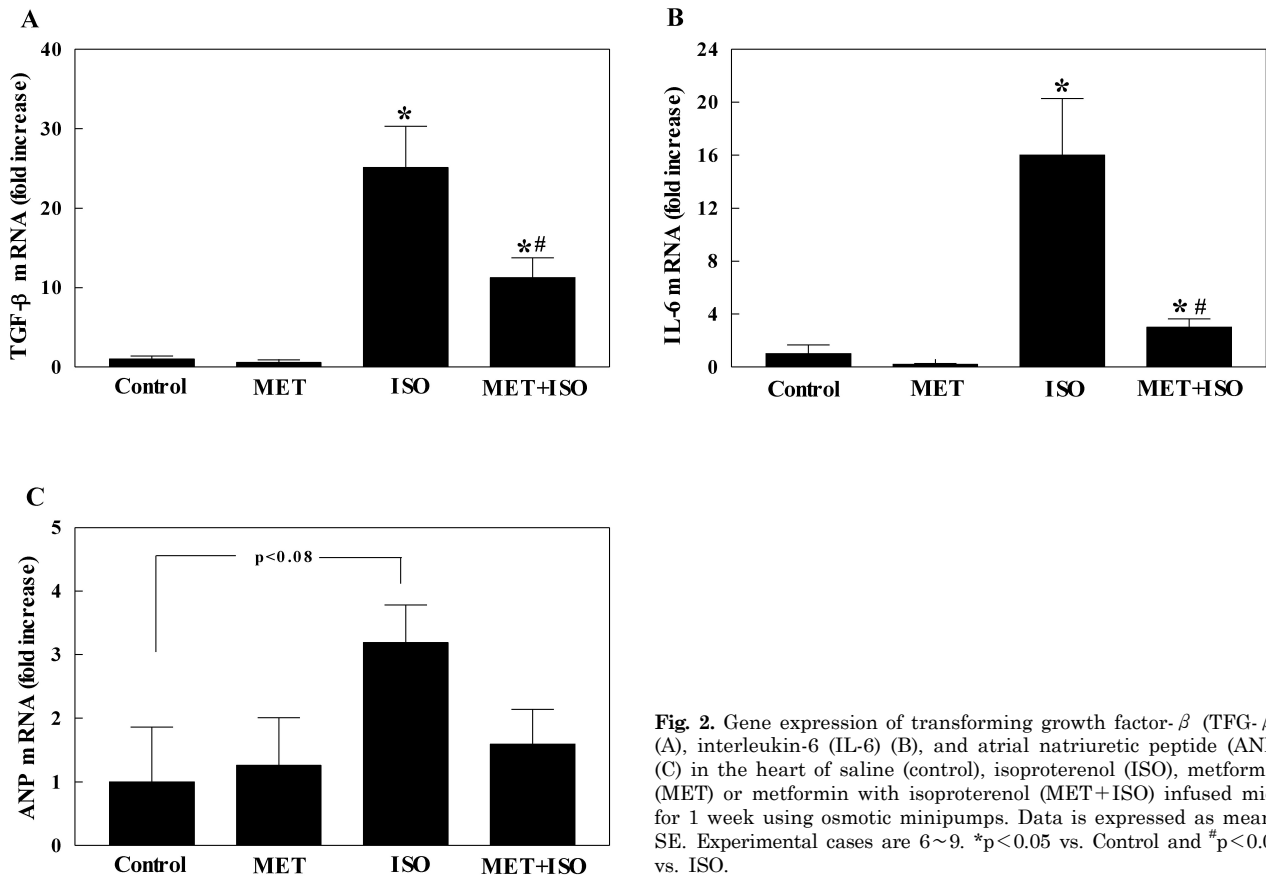 A
TGF-β mRNA (fold increase)
40
30
20
10
0
*
*#
Control MET ISO MET+ISO
B
IL-6 mRNA (fold increase)
24
20
16
12
8
4
0
*
* #
Control MET ISO MET+ISO
C
ANP mRNA (fold increase)
5
4
3
2
1
0
p<0.08
Control MET ISO MET+ISO
Fig. 2. Gene expression of transforming growth factor-β (TFG-
(A), interleukin-6 (IL-6) (B), and atrial natriuretic peptide
(C) in the heart of saline (control), isoproterenol (ISO),
(MET) or metformin with isoproterenol (MET+ISO) infused
for 1 week using osmotic minipumps. Data is expressed as
SE. Experimental cases are 6~9. *p<0.05 vs. Control and
vs. ISO.